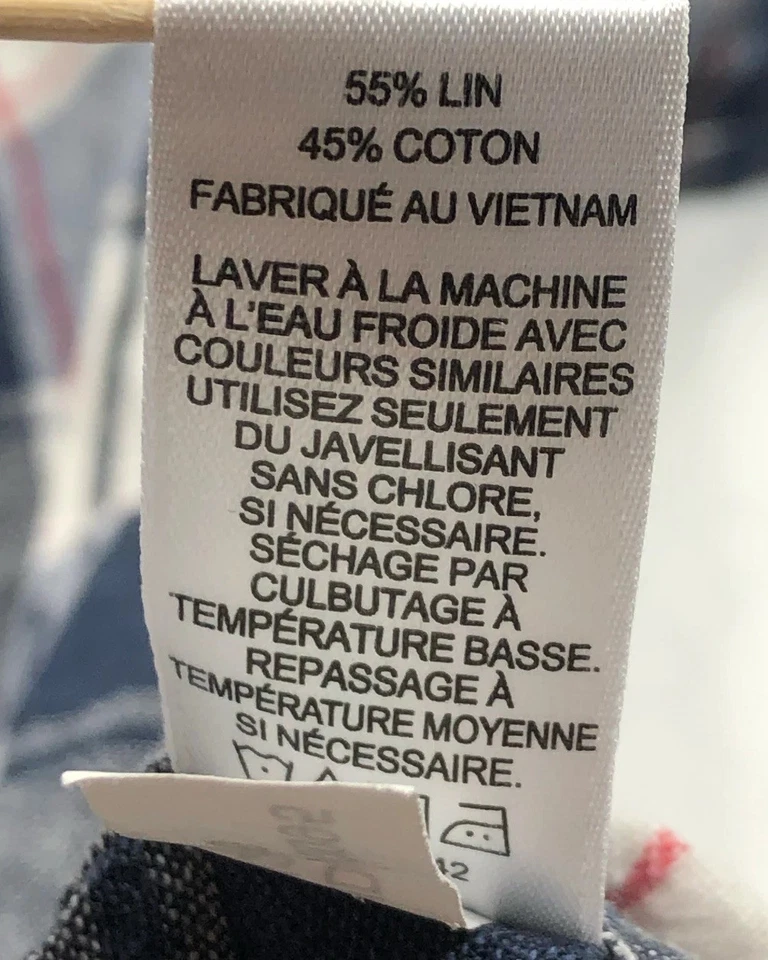 55% LIN
45% COTON
FABRIQUÉ AU VIETNAM
LAVER À LA MACHINE
À L'EAU FROIDE AVEC
COULEURS SIMILAIRES
UTILISEZ SEULEMENT
DU JAVELLISANT
SANS CHLORE,
SI NÉCESSAIRE.
SÉCHAGE PAR
CULBUTAGE À
TEMPÉRATURE BASSE.
REPASSAGE À
TEMPÉRATURE MOYENNE
SI NÉCESSAIRE.